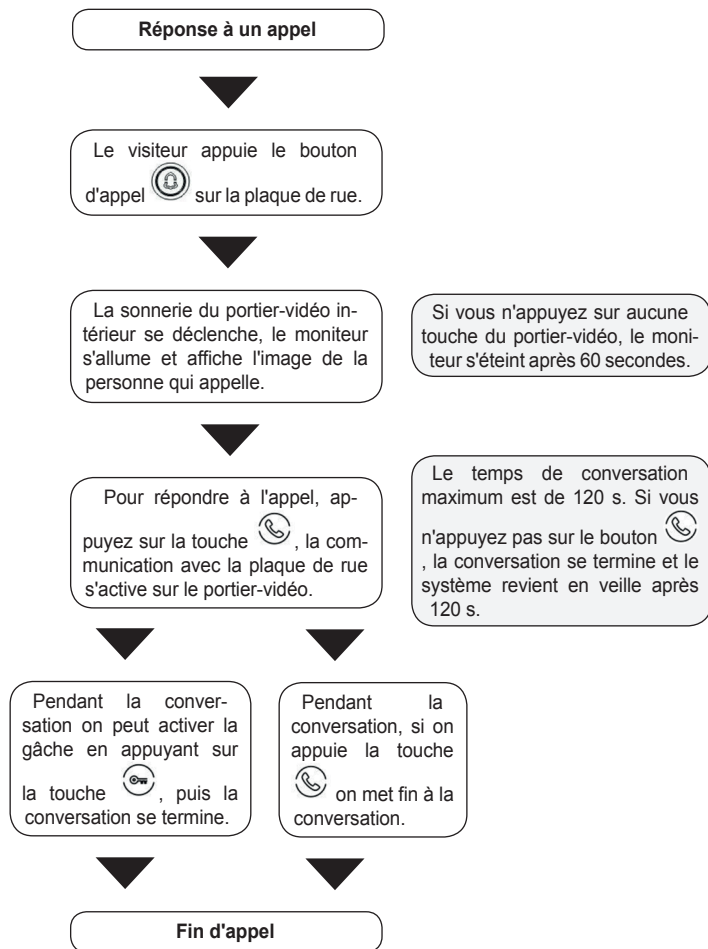 Réponse à un appel
Le visiteur appuie le bouton
d'appel sur la plaque de rue.
La sonnerie du portier-vidéo in-
térieur se déclenche, le moniteur
s'allume et affiche l'image de la
personne qui appelle.
Si vous n'appuyez sur aucune
touche du portier-vidéo, le moni-
teur s'éteint après 60 secondes.
Pour répondre à l'appel, ap-
puyez sur la touche , la com-
munication avec la plaque de rue
s'active sur le portier-vidéo.
Le temps de conversation
maximum est de 120 s. Si vous
n'appuyez pas sur le bouton
, la conversation se termine et le
système revient en veille après
120 s.
Pendant la conver-
sation on peut activer la
gâche en appuyant sur
la touche , puis la
conversation se termine.
Pendant la
conversation, si on
appuie la touche
on met fin à la
conversation.
Fin d'appel